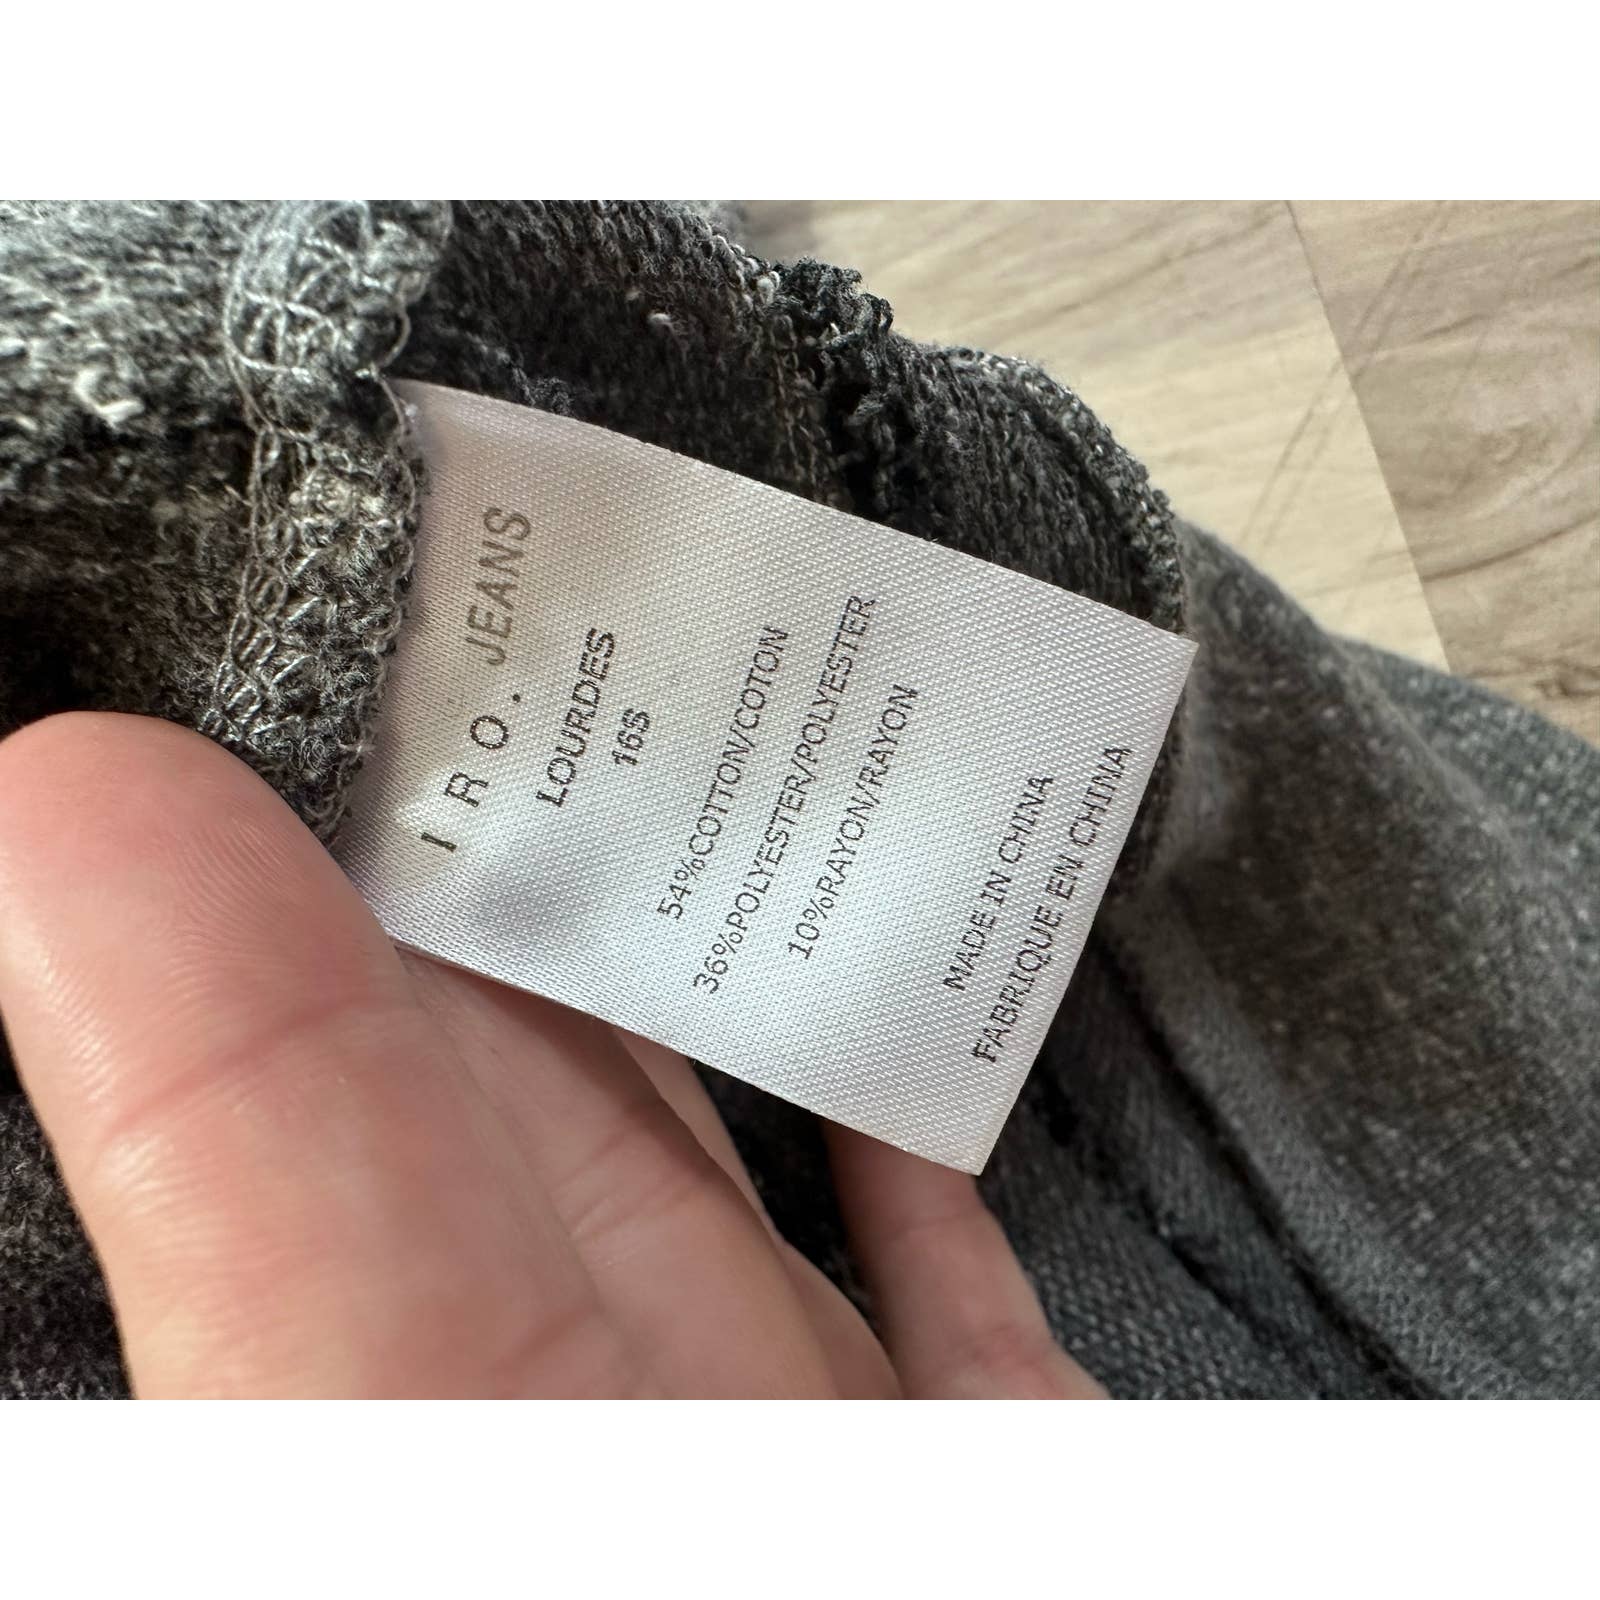 IRO. JEANS
LOURDES
16S
54%COTTON/COTON
36%POLYESTER/POLYESTER
10%RAYON/RAYON
MADE IN CHINA
FABRIQUE EN CHINA